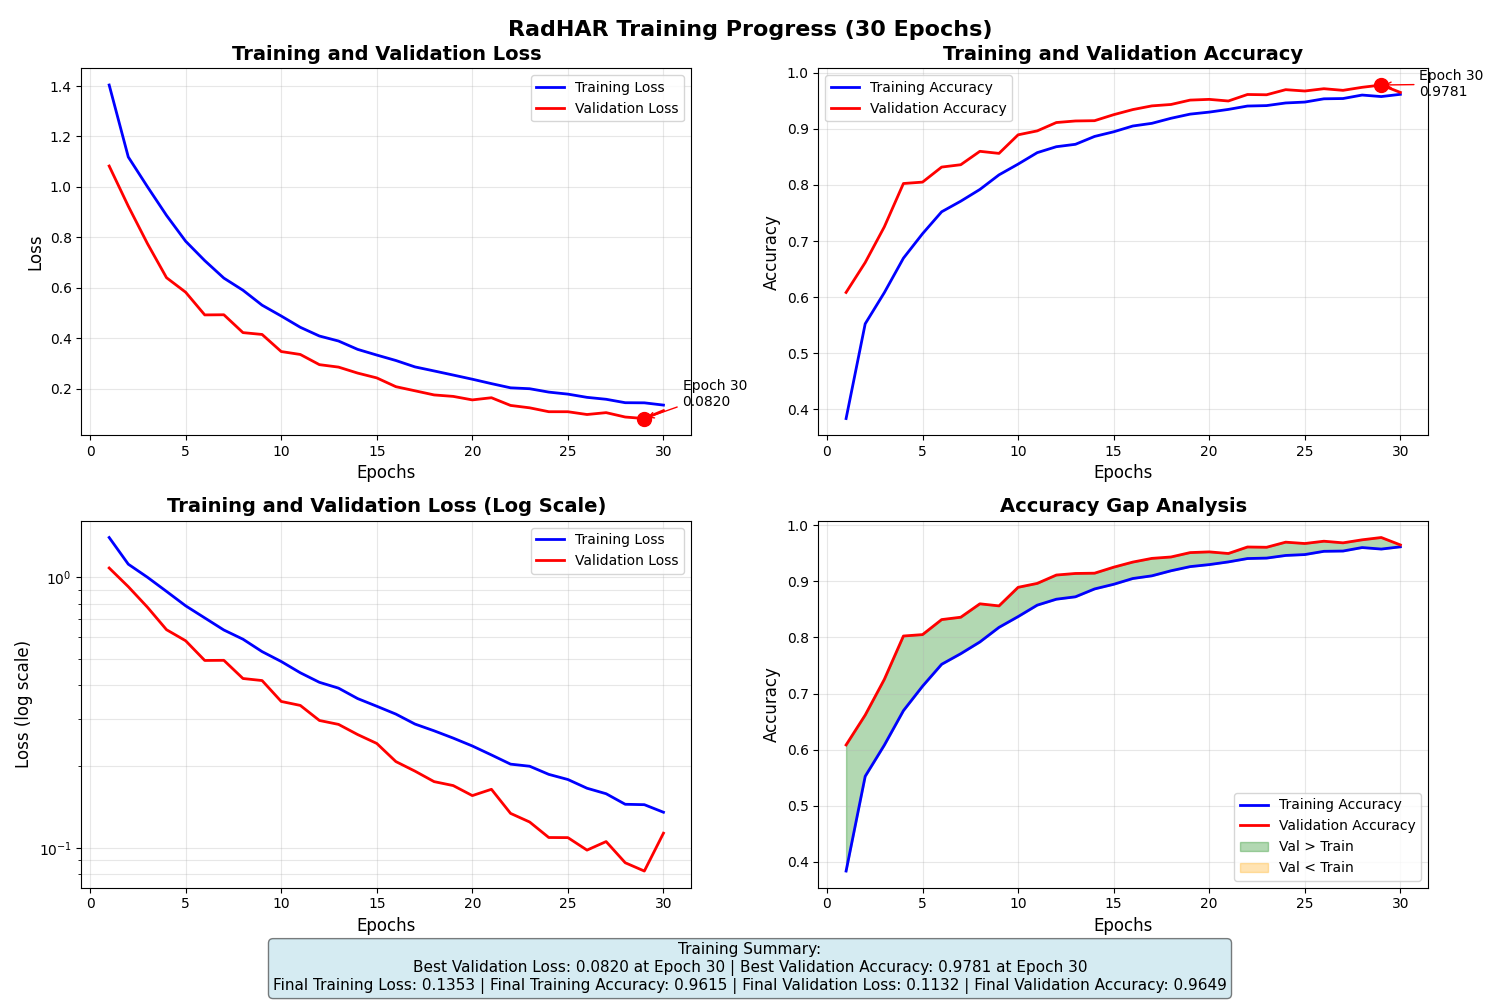 RadHAR Training Progress (30 Epochs)
Training and Validation Loss
1.4
1.2
1.0
0.8
0.6
0.4
0.2
Loss
Training Loss
Validation Loss
Epoch 30
0.0820
0 5 10 15 20 25 30
Epochs
Training and Validation Accuracy
1.0
0.9
0.8
0.7
0.6
0.5
0.4
Accuracy
Training Accuracy
Validation Accuracy
Epoch 30
0.9781
0 5 10 15 20 25 30
Epochs
Training and Validation Loss (Log Scale)
10⁰
10⁻¹
Loss (log scale)
Training Loss
Validation Loss
0 5 10 15 20 25 30
Epochs
Accuracy Gap Analysis
1.0
0.9
0.8
0.7
0.6
0.5
0.4
Accuracy
Training Accuracy
Validation Accuracy
Val > Train
Val < Train
0 5 10 15 20 25 30
Epochs
Training Summary:
Best Validation Loss: 0.0820 at Epoch 30 | Best Validation Accuracy: 0.9781 at Epoch 30
Final Training Loss: 0.1353 | Final Training Accuracy: 0.9615 | Final Validation Loss: 0.1132 | Final Validation Accuracy: 0.9649